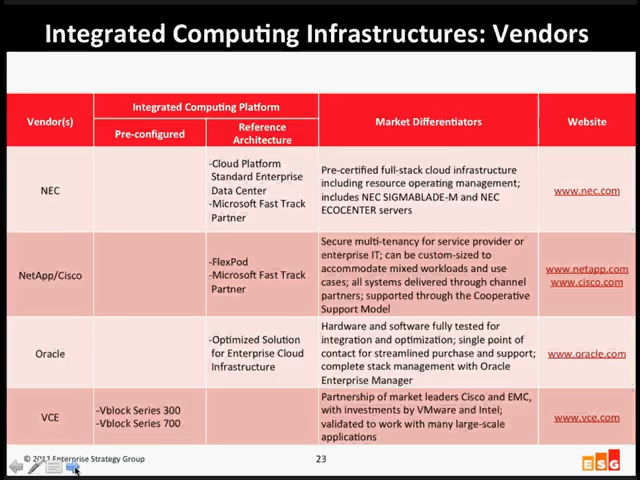 Integrated Computing Infrastructures: Vendors
Vendor(s)
Integrated Computing Platform
Pre-configured
Reference
Architecture
Market Differentiators
Website
NEC
-Cloud Platform
Standard Enterprise
Data Center
-Microsoft Fast Track
Partner
Pre-certified full-stack cloud infrastructure
including resource operating management;
includes NEC SIGMABLADE-M and NEC
ECOCENTER servers
www.nec.com
NetApp/Cisco
-FlexPod
-Microsoft Fast Track
Partner
Secure multi-tenancy for service provider or
enterprise IT; can be custom-sized to
accommodate mixed workloads and use
cases; all systems delivered through channel
partners; supported through the Cooperative
Support Model
www.netapp.com
www.cisco.com
Oracle
-Optimized Solution
for Enterprise Cloud
Infrastructure
Hardware and software fully tested for
integration and optimization; single point of
contact for streamlined purchase and support;
complete stack management with Oracle
Enterprise Manager
www.oracle.com
VCE
-Vblock Series 300
-Vblock Series 700
Partnership of market leaders Cisco and EMC,
with investments by VMware and Intel;
validated to work with many large-scale
applications
www.vce.com
© 2012 Enterprise Strategy Group
23
ESG